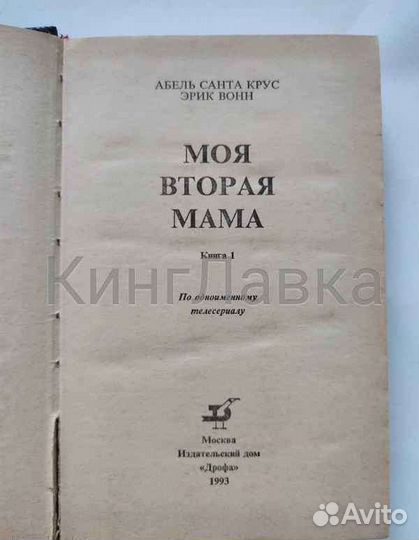 АБЕЛЬ САНТА КРУС
ЭРИК ВОНН
МОЯ
ВТОРАЯ
МАМА
Книга 1
КингЛавка
По одноименному
телесериалу
Москва
Издательский дом
«Дрофа»
1993
Avito